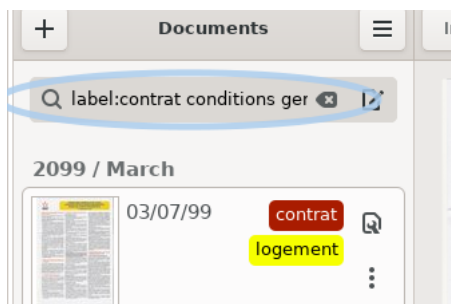 Documents
label:contrat conditions ger
2099 / March
03/07/99
contrat
logement